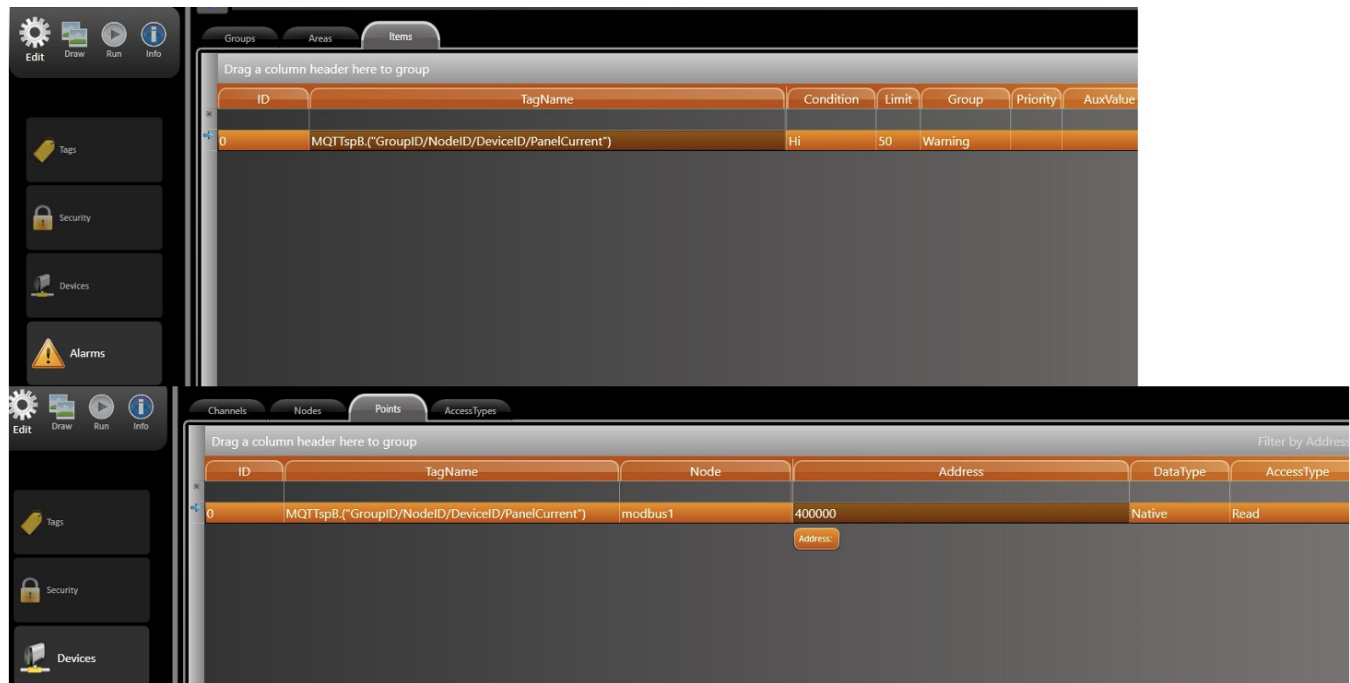 Edit Draw Run Info
Groups Areas Items
Drag a column header here to group
ID TagName Condition Limit Group Priority AuxValue
0 MQTTspB.("GroupID/NodeID/DeviceID/PanelCurrent") Hi 50 Warning
Tags
Security
Devices
Alarms
Edit Draw Run Info
Channels Nodes Points AccessTypes
Drag a column header here to group Filter by Address
ID TagName Node Address DataType AccessType
0 MQTTspB.("GroupID/NodeID/DeviceID/PanelCurrent") modbus1 400000 Native Read
Address:
Tags
Security
Devices